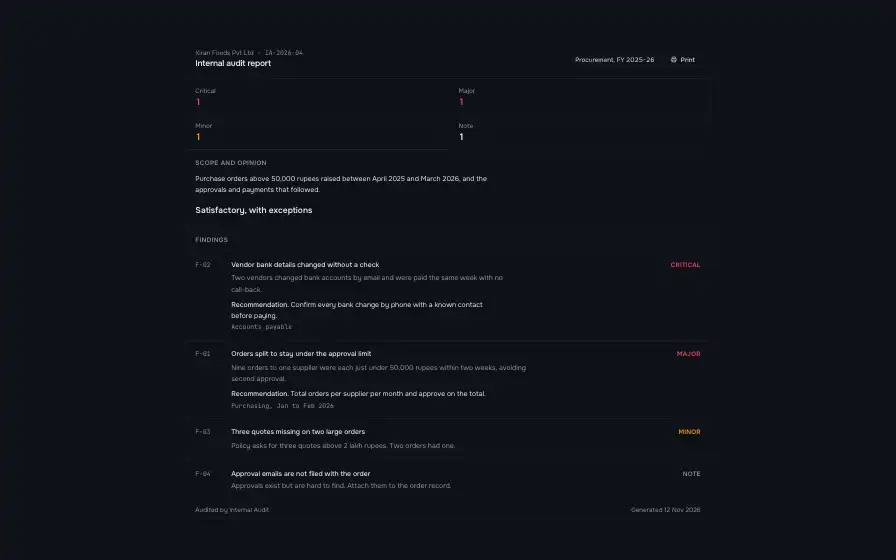 Kiran Foods Pvt Ltd · IA-2026-04
Internal audit report
Procurement, FY 2025-26
Print
Critical
1
Major
1
Minor
1
Note
1
SCOPE AND OPINION
Purchase orders above 50,000 rupees raised between April 2025 and March 2026, and the
approvals and payments that followed.
Satisfactory, with exceptions
FINDINGS
F-02
Vendor bank details changed without a check
CRITICAL
Two vendors changed bank accounts by email and were paid the same week with no
call-back.
Recommendation. Confirm every bank change by phone with a known contact
before paying.
Accounts payable
F-01
Orders split to stay under the approval limit
MAJOR
Nine orders to one supplier were each just under 50,000 rupees within two weeks, avoiding
second approval.
Recommendation. Total orders per supplier per month and approve on the total.
Purchasing, Jan to Feb 2026
F-03
Three quotes missing on two large orders
MINOR
Policy asks for three quotes above 2 lakh rupees. Two orders had one.
F-04
Approval emails are not filed with the order
NOTE
Approvals exist but are hard to find. Attach them to the order record.
Audited by Internal Audit
Generated 12 Nov 2026